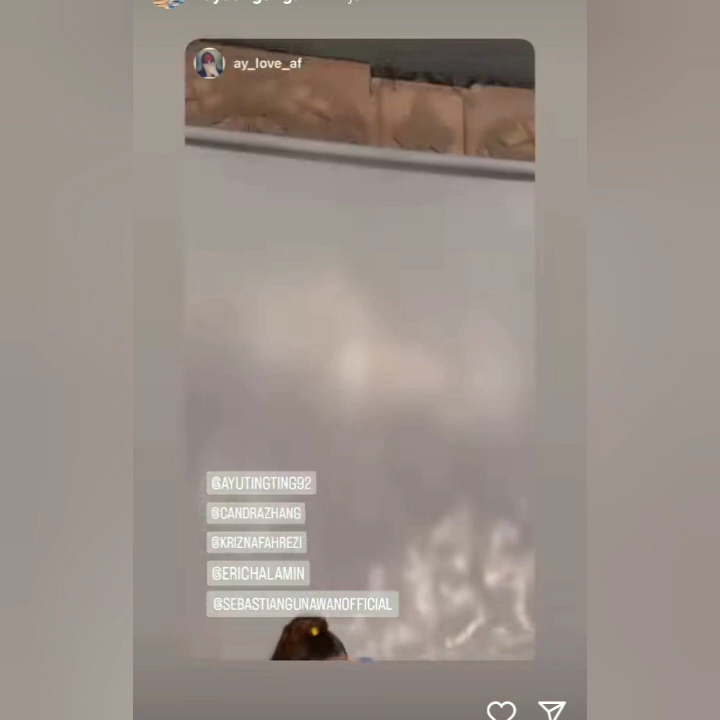 ay_love_af
@AYUTINGTING92
@CANDRAZHANG
@KRIZNAFAHREZI
@ERICHALAMIN
@SEBASTIANGUNAWANOFFICIAL